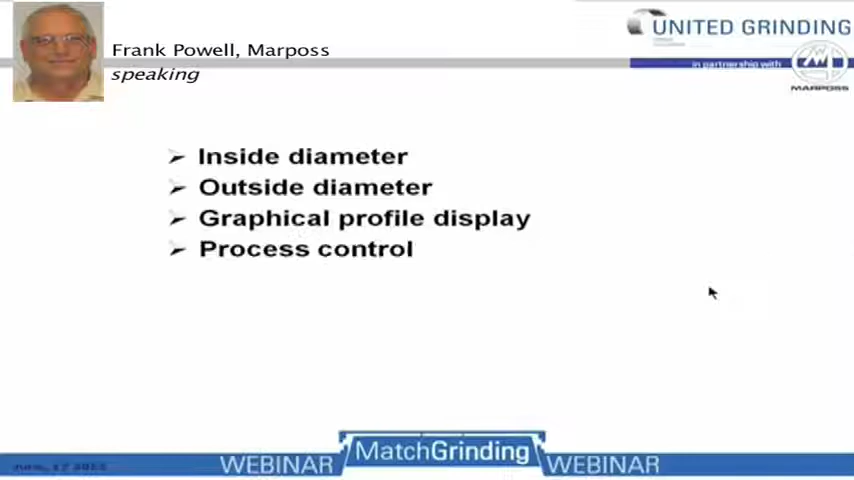 Frank Powell, Marposs
speaking
UNITED GRINDING
in partnership with
MARPOSS
Inside diameter
Outside diameter
Graphical profile display
Process control
WEBINAR MatchGrinding WEBINAR